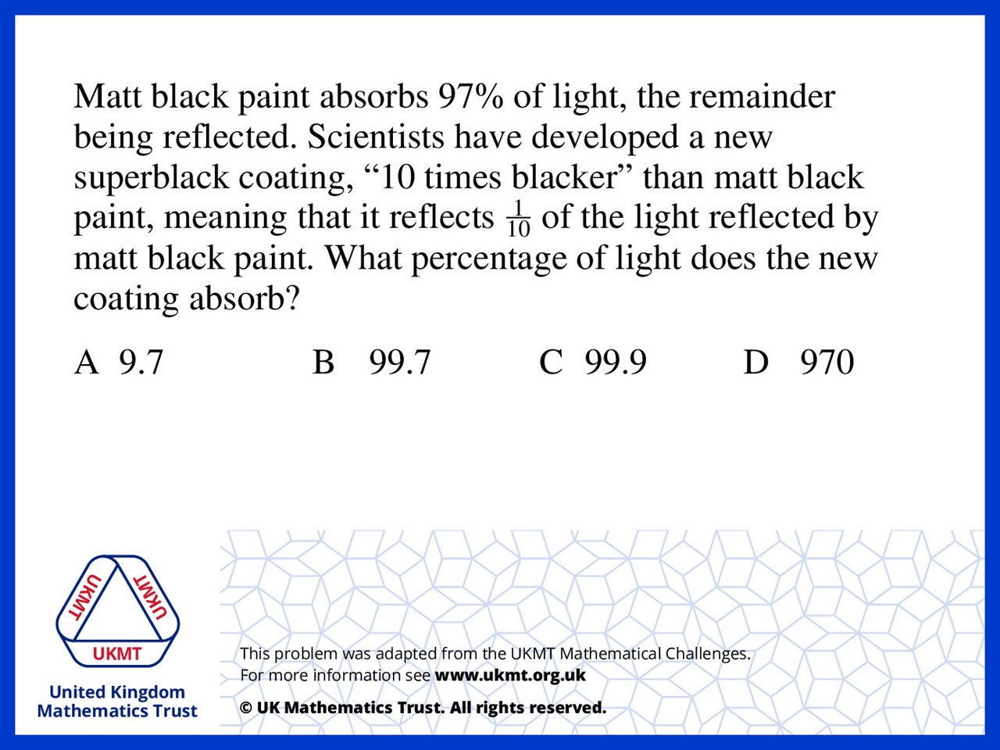 Matt black paint absorbs 97% of light, the remainder
being reflected. Scientists have developed a new
superblack coating, “10 times blacker” than matt black
paint, meaning that it reflects 1/10 of the light reflected by
matt black paint. What percentage of light does the new
coating absorb?
A 9.7 B 99.7 C 99.9 D 970
UKMT
UKMT
UKMT
United Kingdom
Mathematics Trust
This problem was adapted from the UKMT Mathematical Challenges.
For more information see www.ukmt.org.uk
© UK Mathematics Trust. All rights reserved.